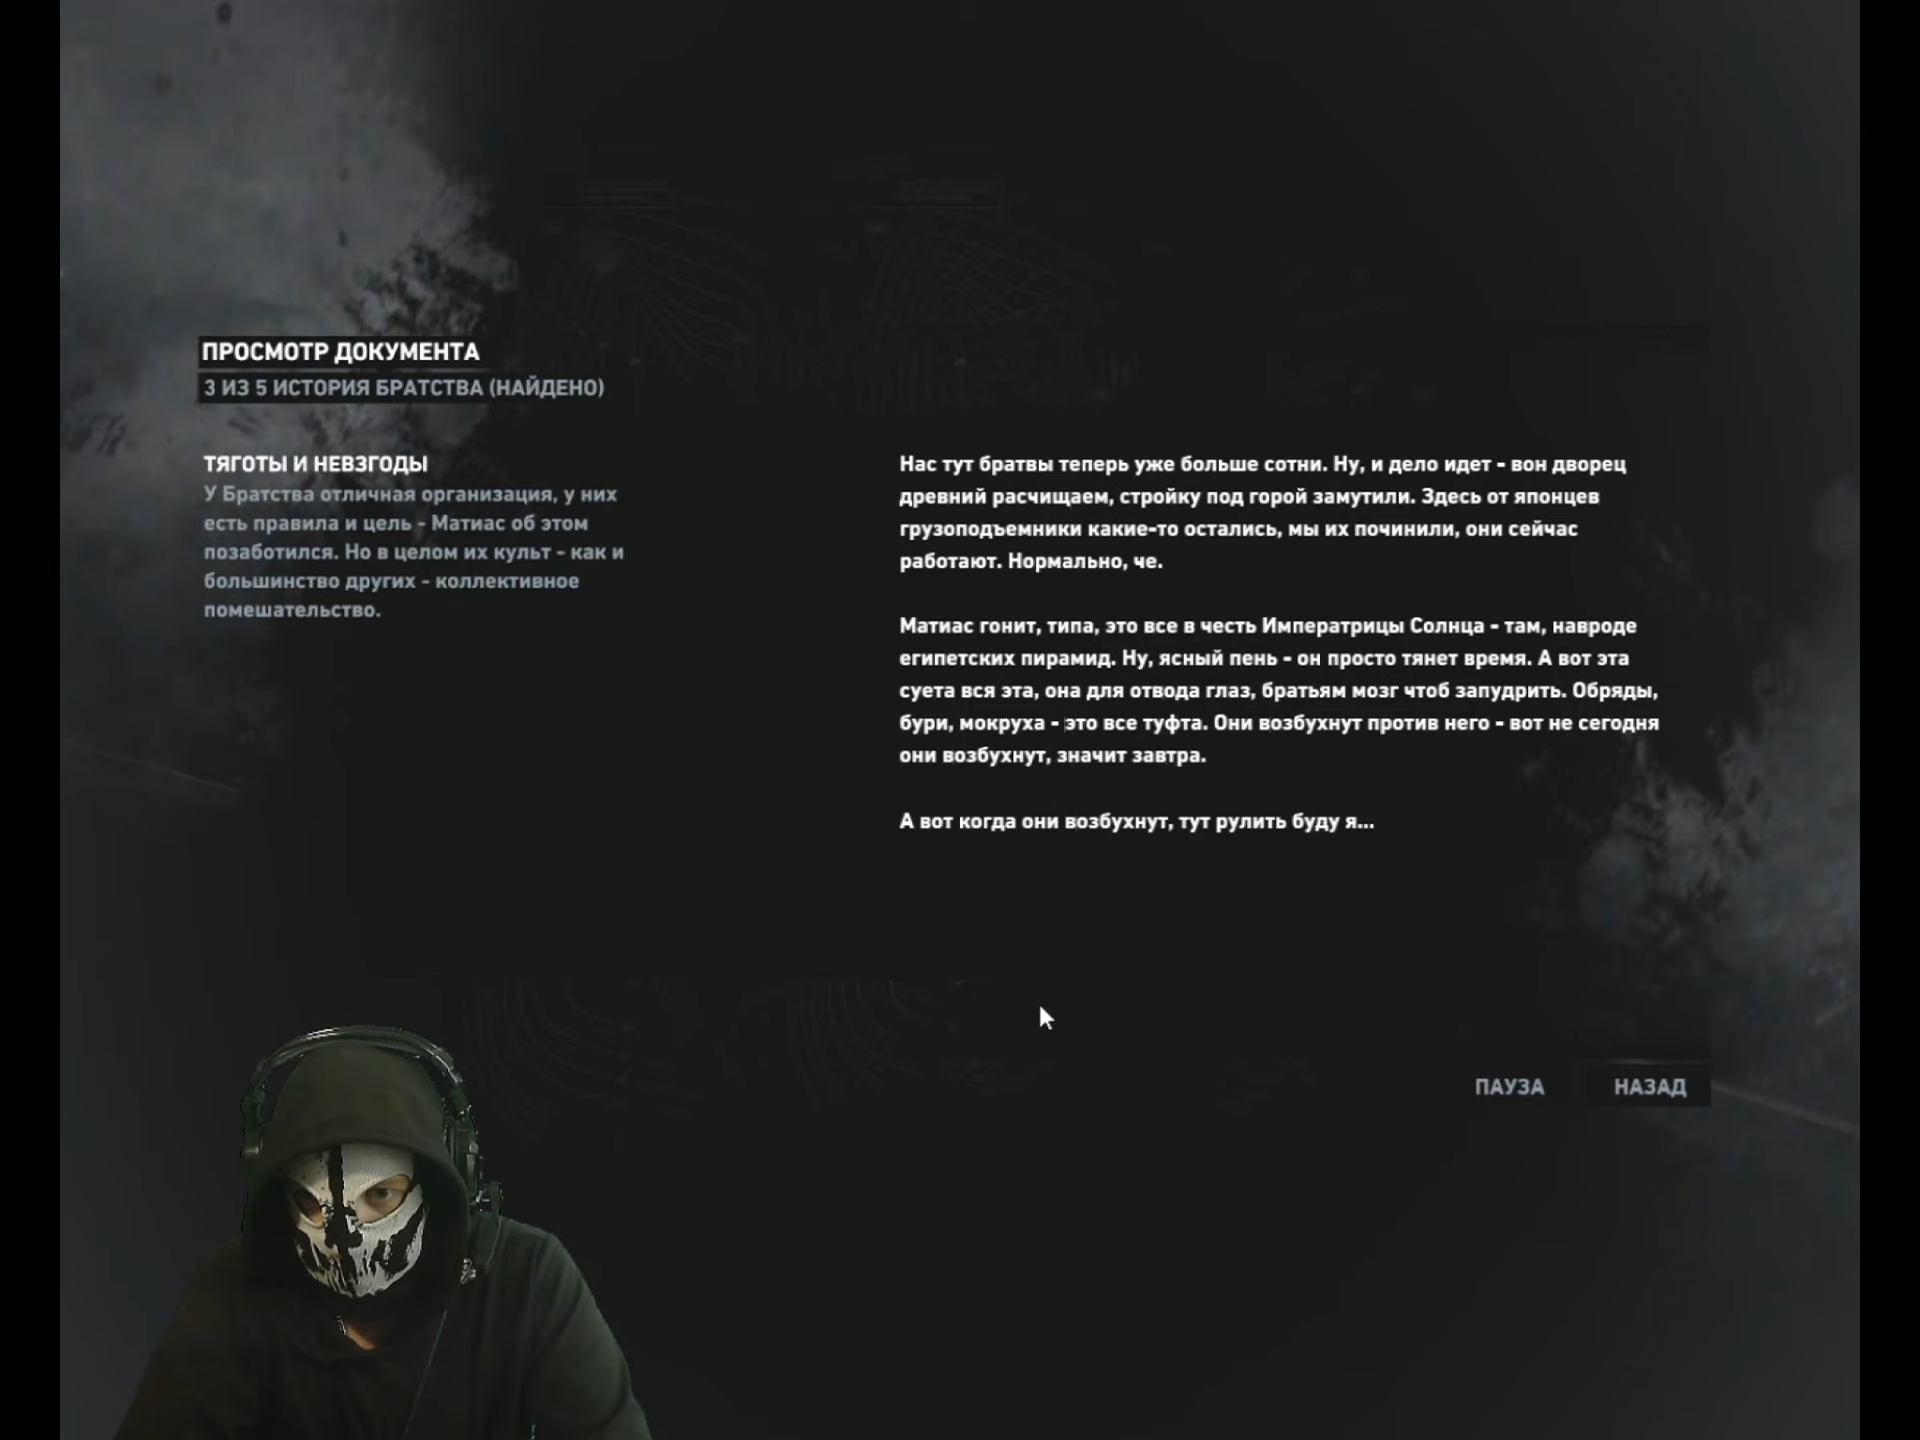 ПРОСМОТР ДОКУМЕНТА
3 ИЗ 5 ИСТОРИЯ БРАТСТВА (НАЙДЕНО)
ТЯГОТЫ И НЕВЗГОДЫ
У Братства отличная организация, у них
есть правила и цель - Матиас об этом
позаботился. Но в целом их культ - как и
большинство других - коллективное
помешательство.
Нас тут братвы теперь уже больше сотни. Ну, и дело идет - вон дворец
древний расчищаем, стройку под горой замутили. Здесь от японцев
грузоподъемники какие-то остались, мы их починили, они сейчас
работают. Нормально, че.
Матиас гонит, типа, это все в честь Императрицы Солнца - там, навроде
египетских пирамид. Ну, ясный пень - он просто тянет время. А вот эта
суета вся эта, она для отвода глаз, братьям мозг чтоб запудрить. Обряды,
бури, мокруха - это все туфта. Они возбухнут против него - вот не сегодня
они возбухнут, значит завтра.
А вот когда они возбухнут, тут рулить буду я...
ПАУЗА
НАЗАД